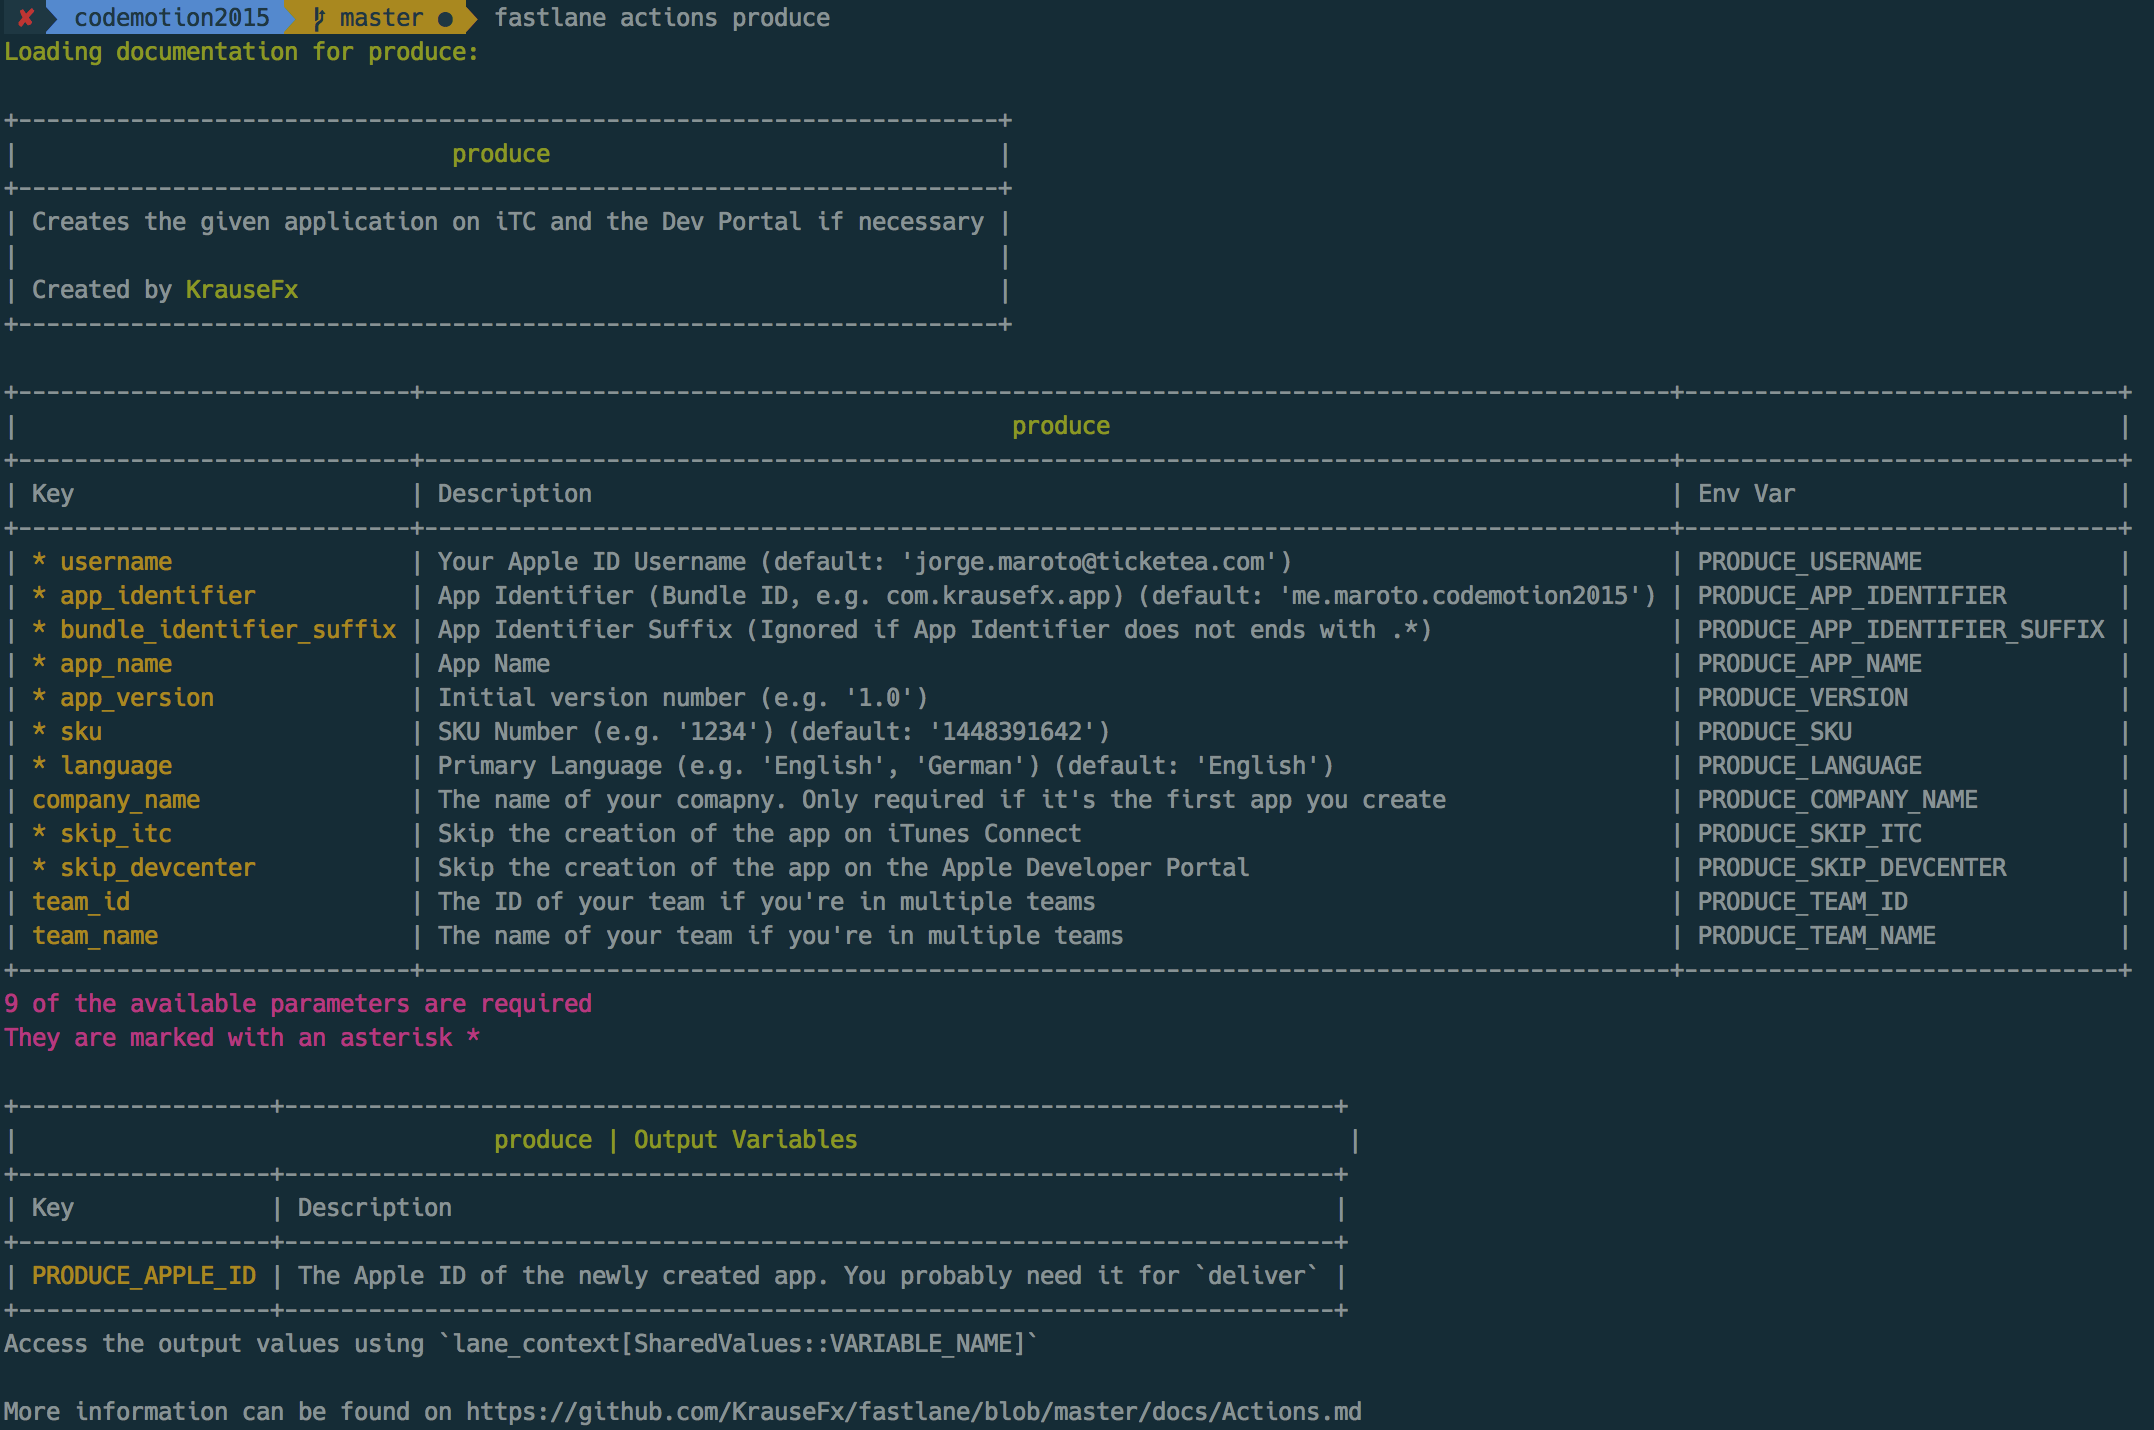 ✘ codemotion2015 master ● fastlane actions produce
Loading documentation for produce:
+----------------------------------------------------------------------+
| produce |
+----------------------------------------------------------------------+
| Creates the given application on iTC and the Dev Portal if necessary |
| |
| Created by KrauseFx |
+----------------------------------------------------------------------+
+----------------------------+-----------------------------------------------------------------------------------------+-------------------------------+
| produce |
+----------------------------+-----------------------------------------------------------------------------------------+-------------------------------+
| Key | Description | Env Var |
+----------------------------+-----------------------------------------------------------------------------------------+-------------------------------+
| * username | Your Apple ID Username (default: 'jorge.maroto@ticketea.com') | PRODUCE_USERNAME |
| * app_identifier | App Identifier (Bundle ID, e.g. com.krausefx.app) (default: 'me.maroto.codemotion2015') | PRODUCE_APP_IDENTIFIER |
| * bundle_identifier_suffix | App Identifier Suffix (Ignored if App Identifier does not ends with .*) | PRODUCE_APP_IDENTIFIER_SUFFIX |
| * app_name | App Name | PRODUCE_APP_NAME |
| * app_version | Initial version number (e.g. '1.0') | PRODUCE_VERSION |
| * sku | SKU Number (e.g. '1234') (default: '1448391642') | PRODUCE_SKU |
| * language | Primary Language (e.g. 'English', 'German') (default: 'English') | PRODUCE_LANGUAGE |
| company_name | The name of your comapny. Only required if it's the first app you create | PRODUCE_COMPANY_NAME |
| * skip_itc | Skip the creation of the app on iTunes Connect | PRODUCE_SKIP_ITC |
| * skip_devcenter | Skip the creation of the app on the Apple Developer Portal | PRODUCE_SKIP_DEVCENTER |
| team_id | The ID of your team if you're in multiple teams | PRODUCE_TEAM_ID |
| team_name | The name of your team if you're in multiple teams | PRODUCE_TEAM_NAME |
+----------------------------+-----------------------------------------------------------------------------------------+-------------------------------+
9 of the available parameters are required
They are marked with an asterisk *
+------------------+---------------------------------------------------------------------------+
| produce | Output Variables |
+------------------+---------------------------------------------------------------------------+
| Key | Description |
+------------------+---------------------------------------------------------------------------+
| PRODUCE_APPLE_ID | The Apple ID of the newly created app. You probably need it for `deliver` |
+------------------+---------------------------------------------------------------------------+
Access the output values using `lane_context[SharedValues::VARIABLE_NAME]`
More information can be found on https://github.com/KrauseFx/fastlane/blob/master/docs/Actions.md